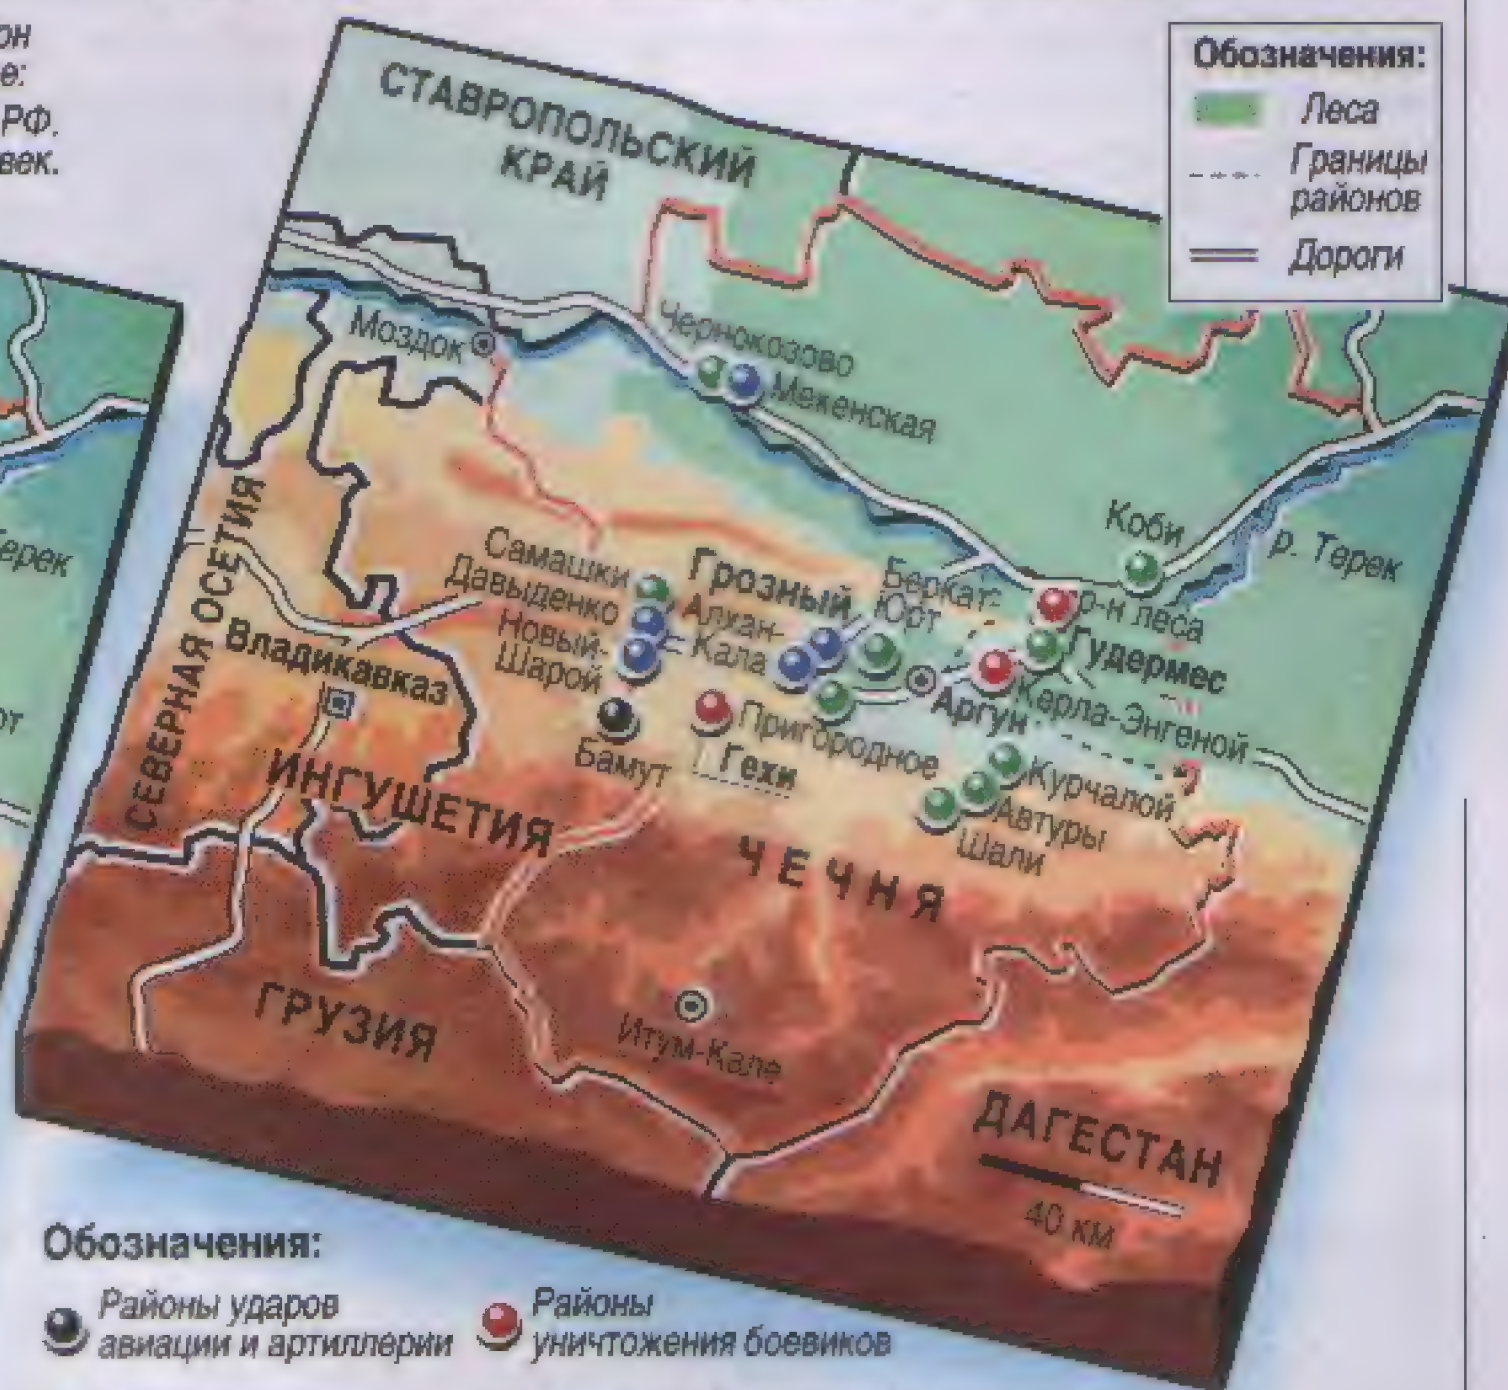 он
е:
РФ.
век.
Обозначения:
Леса
Границы
районов
Дороги
СТАВРОПОЛЬСКИЙ
КРАЙ
Моздок
Чернокозово
Мекенская
Коби
р. Терек
ерек
от
СЕВЕРНАЯ ОСЕТИЯ
Самашки
Давыденко
Новый-
Шарой
Грозный
Алхан-
Кала
Беркат-
Юрт
р-н леса
Гудермес
Керла-Энгеной
Аргун
Владикавказ
Пригородное
Бамут
Гехи
Курчалой
Автуры
Шали
ИНГУШЕТИЯ
ЧЕЧНЯ
ГРУЗИЯ
Итум-Кале
ДАГЕСТАН
40 км
Обозначения:
Районы ударов
авиации и артиллерии
Районы
уничтожения боевиков